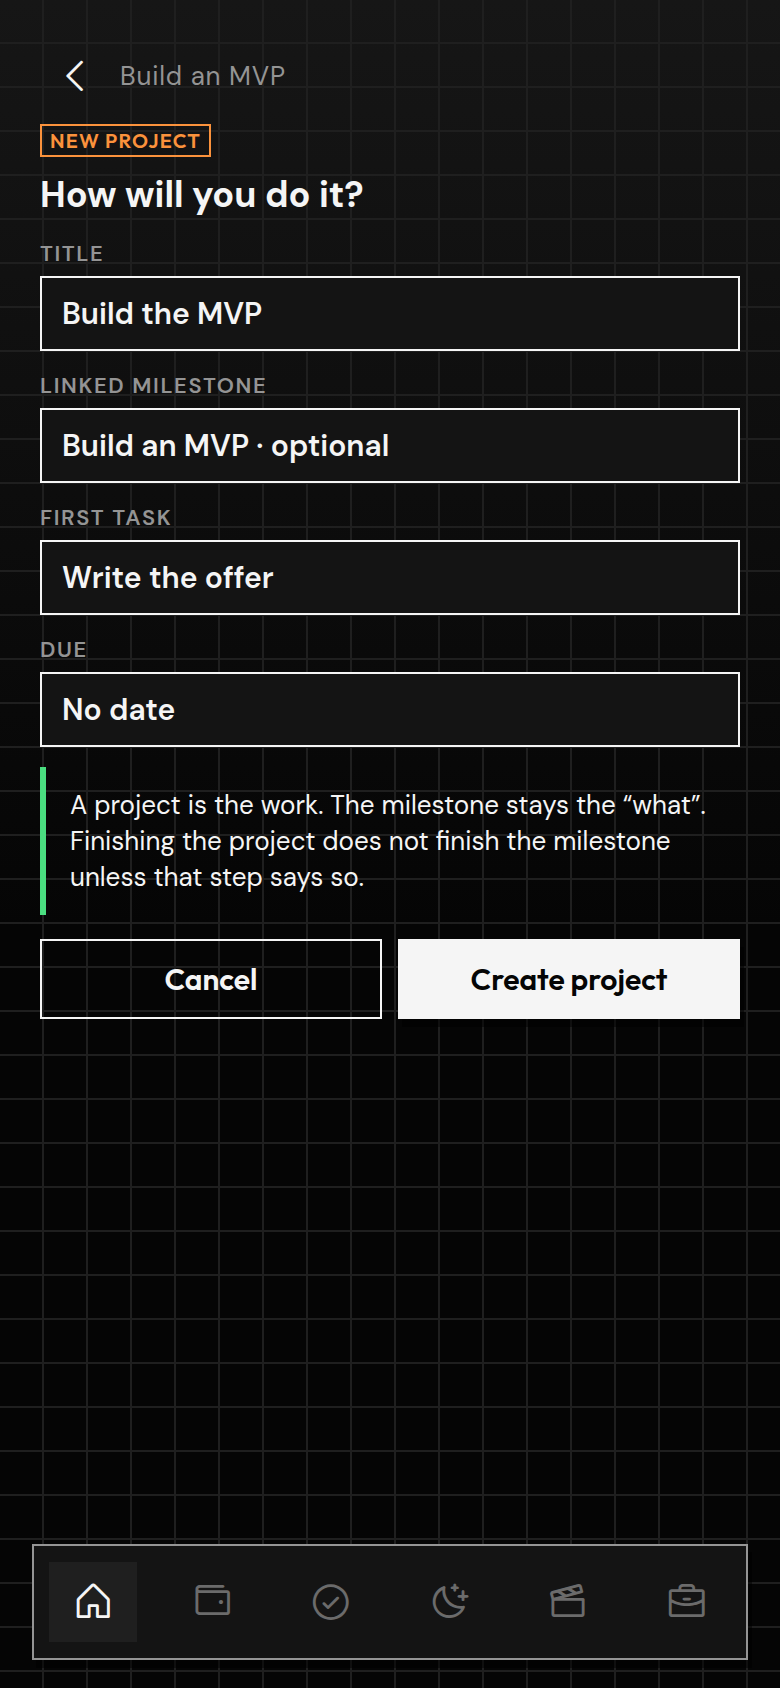 Build an MVP
NEW PROJECT
How will you do it?
TITLE
Build the MVP
LINKED MILESTONE
Build an MVP · optional
FIRST TASK
Write the offer
DUE
No date
A project is the work. The milestone stays the “what”.
Finishing the project does not finish the milestone
unless that step says so.
Cancel
Create project